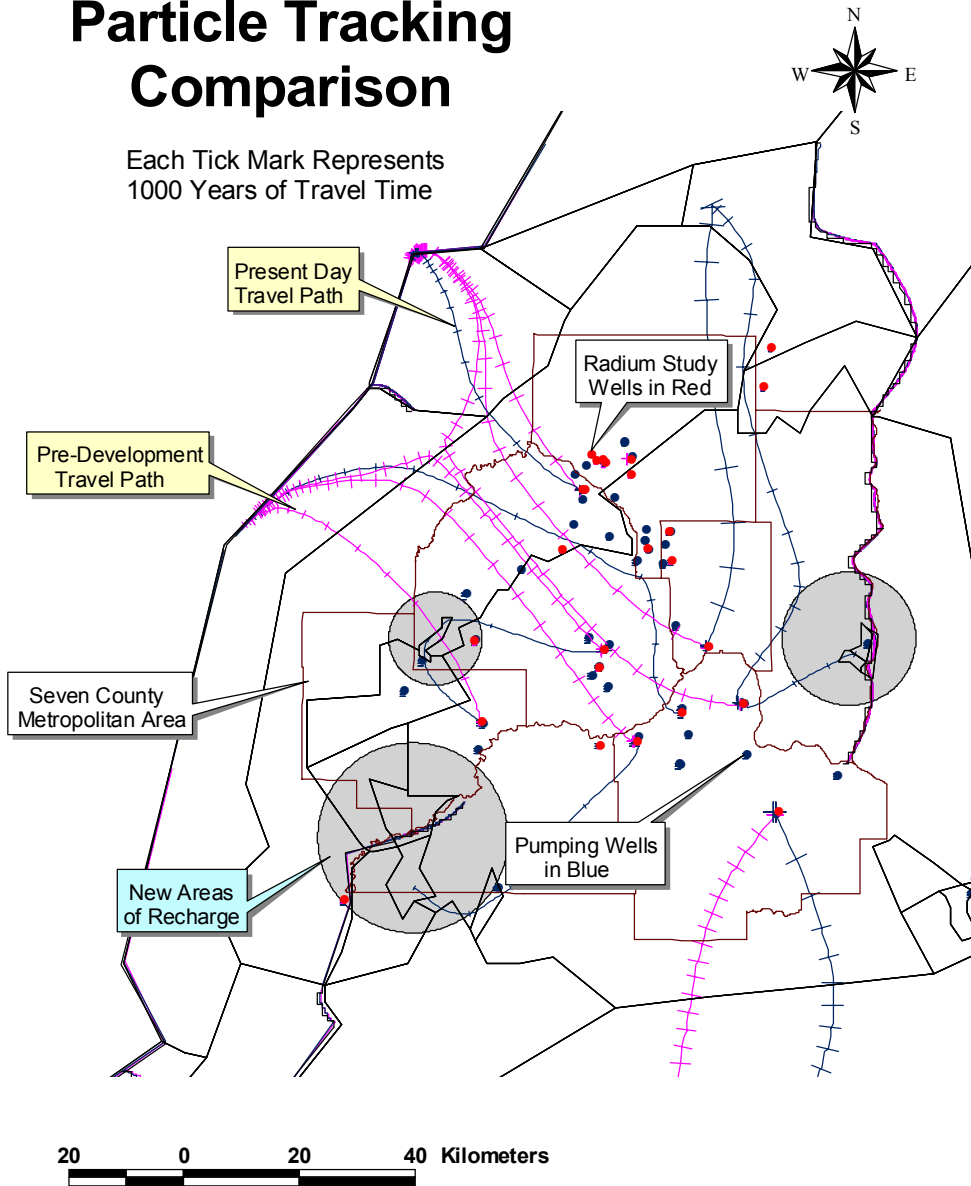 Particle Tracking
Comparison
N
W
E
S
Each Tick Mark Represents
1000 Years of Travel Time
Present Day
Travel Path
Radium Study
Wells in Red
Pre-Development
Travel Path
Seven County
Metropolitan Area
Pumping Wells
in Blue
New Areas
of Recharge
20 0 20 40 Kilometers